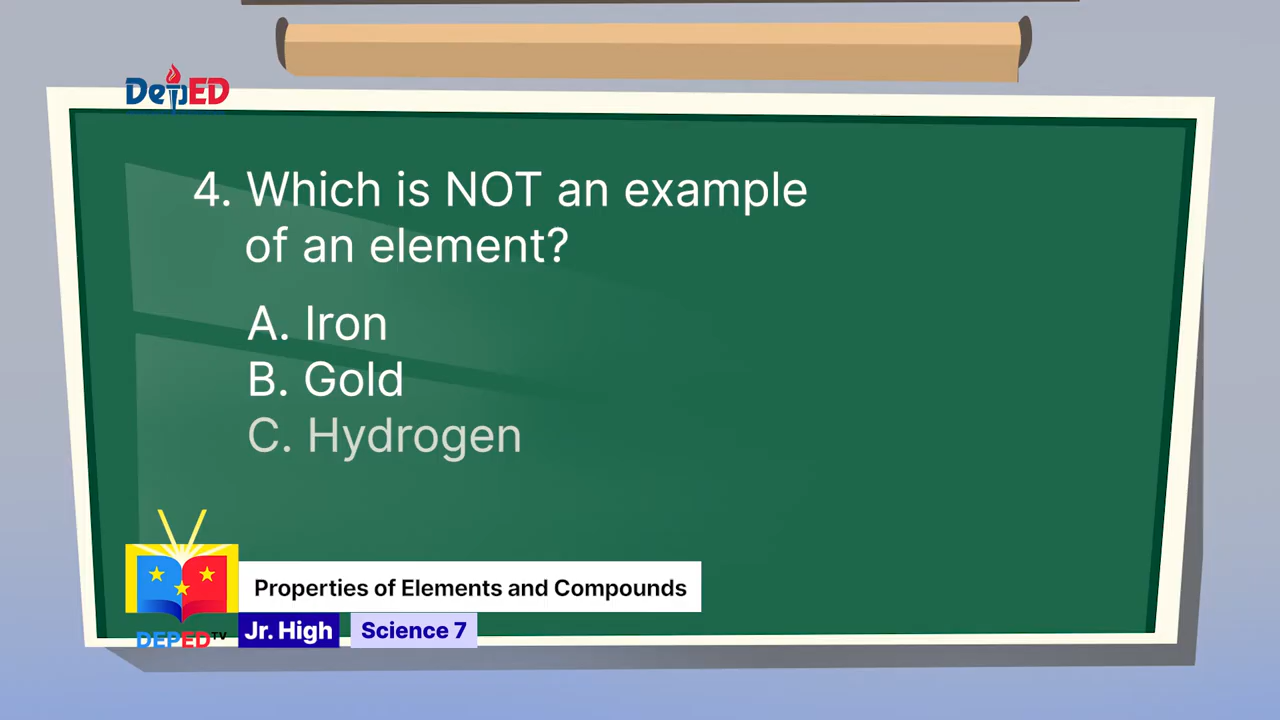 DepED
4. Which is NOT an example
of an element?
A. Iron
B. Gold
C. Hydrogen
Properties of Elements and Compounds
Jr. High Science 7
DEPED TV